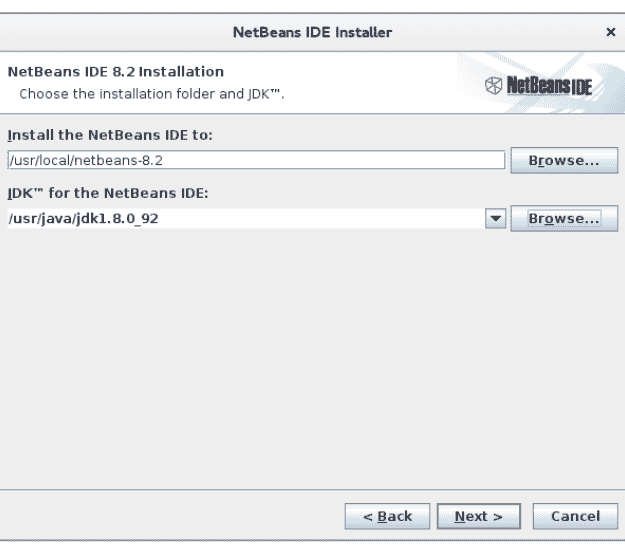 NetBeans IDE Installer ×
NetBeans IDE 8.2 Installation
Choose the installation folder and JDK™.
NetBeans IDE
Install the NetBeans IDE to:
/usr/local/netbeans-8.2 Browse...
JDK™ for the NetBeans IDE:
/usr/java/jdk1.8.0_92 Browse...
< Back Next > Cancel